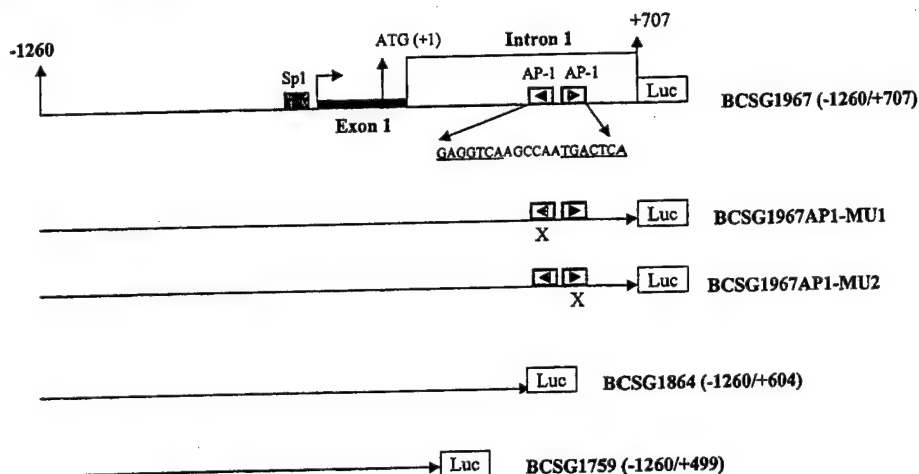 +707
-1260
ATG (+1)
Intron 1
Sp1
AP-1 AP-1
Luc
BCSG1967 (-1260/+707)
Exon 1
GAGGTCAAGCCAATGACTCA
Luc
BCSG1967AP1-MU1
X
Luc
BCSG1967AP1-MU2
X
Luc
BCSG1864 (-1260/+604)
Luc
BCSG1759 (-1260/+499)